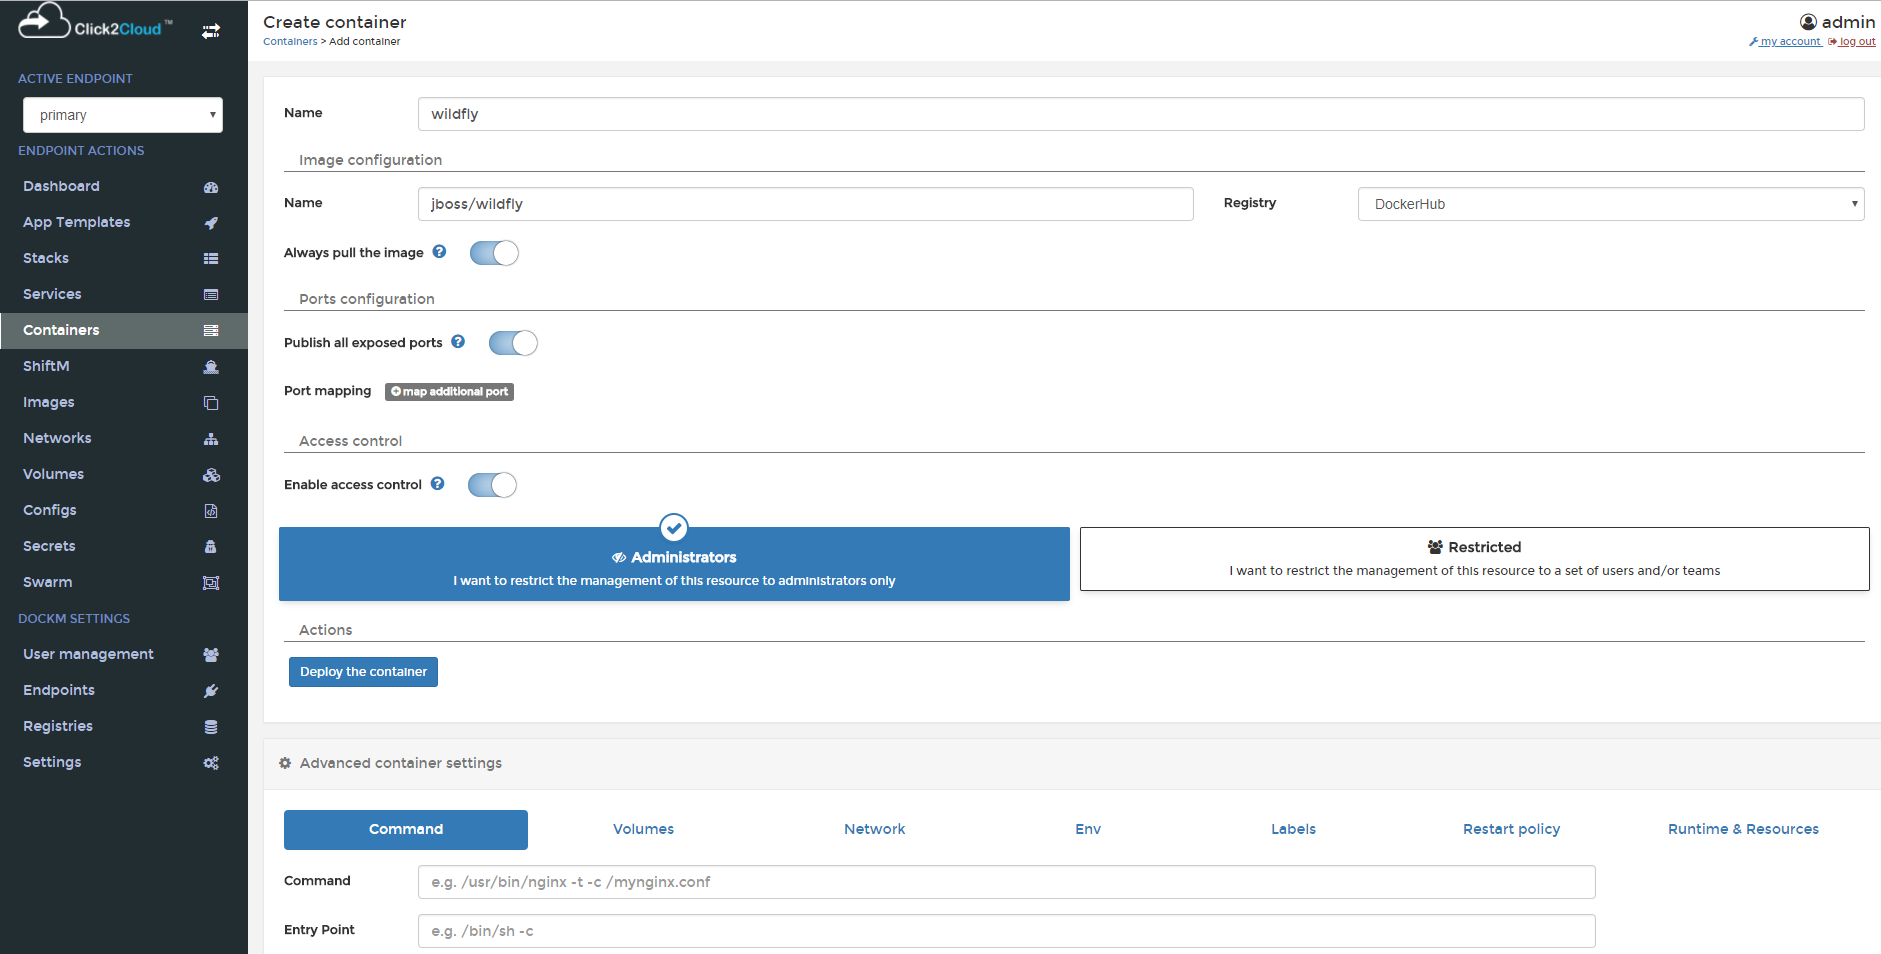 Click2Cloud™
ACTIVE ENDPOINT
primary
ENDPOINT ACTIONS
Dashboard
App Templates
Stacks
Services
Containers
ShiftM
Images
Networks
Volumes
Configs
Secrets
Swarm
DOCKM SETTINGS
User management
Endpoints
Registries
Settings
Create container
Containers > Add container
admin
my account log out
Name wildfly
Image configuration
Name jboss/wildfly Registry DockerHub
Always pull the image
Ports configuration
Publish all exposed ports
Port mapping map additional port
Access control
Enable access control
Administrators
I want to restrict the management of this resource to administrators only
Restricted
I want to restrict the management of this resource to a set of users and/or teams
Actions
Deploy the container
Advanced container settings
Command Volumes Network Env Labels Restart policy Runtime & Resources
Command e.g. /usr/bin/nginx -t -c /mynginx.conf
Entry Point e.g. /bin/sh -c